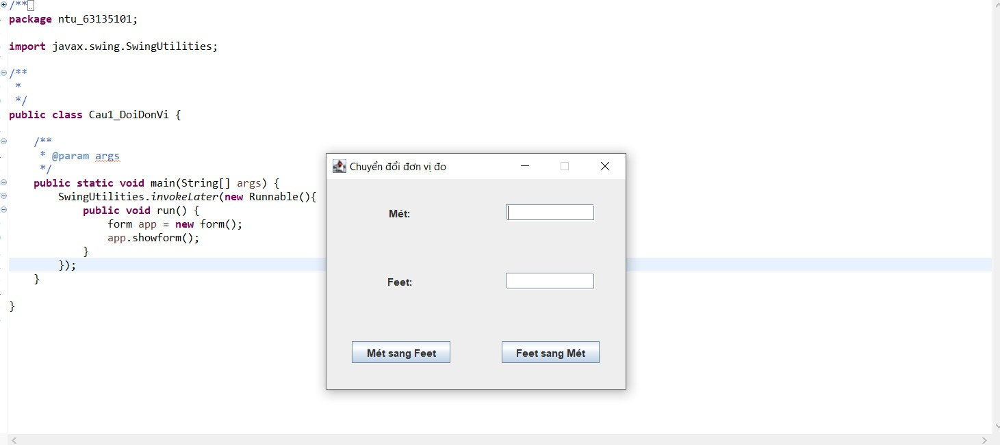 /**
package ntu_63135101;
import javax.swing.SwingUtilities;
/**
*
*/
public class Cau1_DoiDonVi {
/**
* @param args
*/
public static void main(String[] args) {
SwingUtilities.invokeLater(new Runnable(){
public void run() {
form app = new form();
app.showform();
}
});
}
}
Chuyển đổi đơn vị đo
Mét:
Feet:
Mét sang Feet
Feet sang Mét